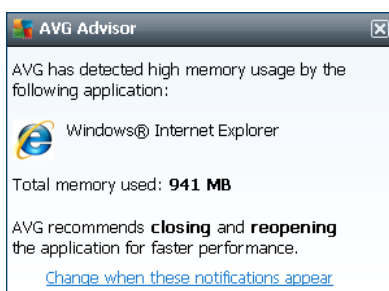 AVG Advisor
AVG has detected high memory usage by the
following application:
Windows® Internet Explorer
Total memory used: 941 MB
AVG recommends closing and reopening
the application for faster performance.
Change when these notifications appear